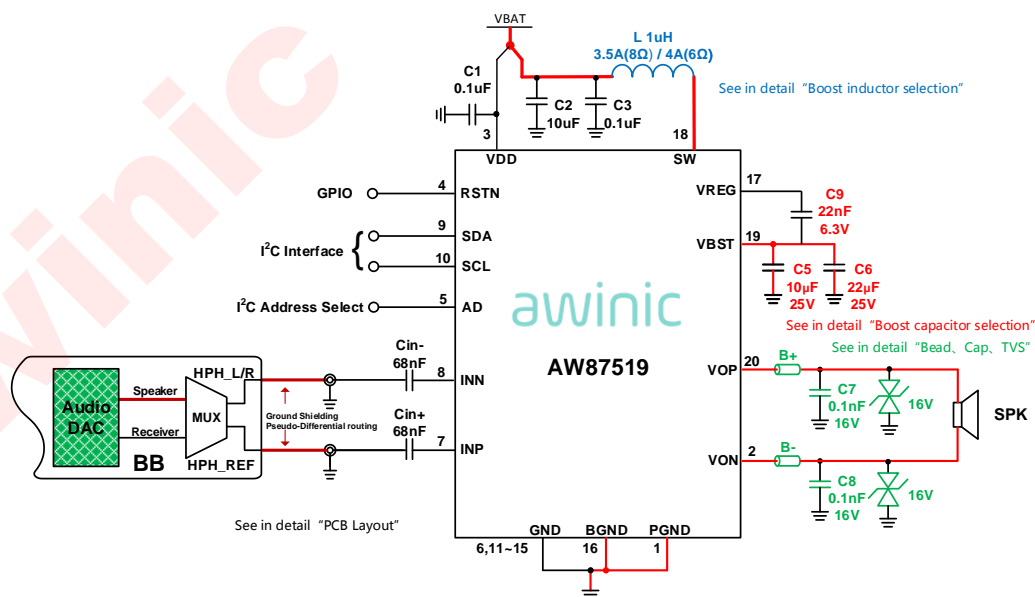 VBAT
L 1uH
3.5A(8Ω) / 4A(6Ω)
See in detail “Boost inductor selection”
C1
0.1uF
C2
10uF
C3
0.1uF
3
18
VDD
SW
GPIO
4
RSTN
VREG
17
C9
22nF
6.3V
I²C Interface
{
9
SDA
10
SCL
VBST
19
C5
10μF
25V
C6
22μF
25V
I²C Address Select
5
AD
awinic
See in detail “Boost capacitor selection”
See in detail “Bead、Cap、TVS”
AW87519
Cin-
68nF
8
INN
VOP
20
B+
C7
0.1nF
16V
16V
SPK
HPH_L/R
Speaker
Audio
DAC
MUX
Receiver
BB
HPH_REF
Ground Shielding
Pseudo-Differential routing
Cin+
68nF
7
INP
VON
2
B-
C8
0.1nF
16V
16V
See in detail “PCB Layout”
GND
BGND
PGND
6,11~15
16
1
awinic